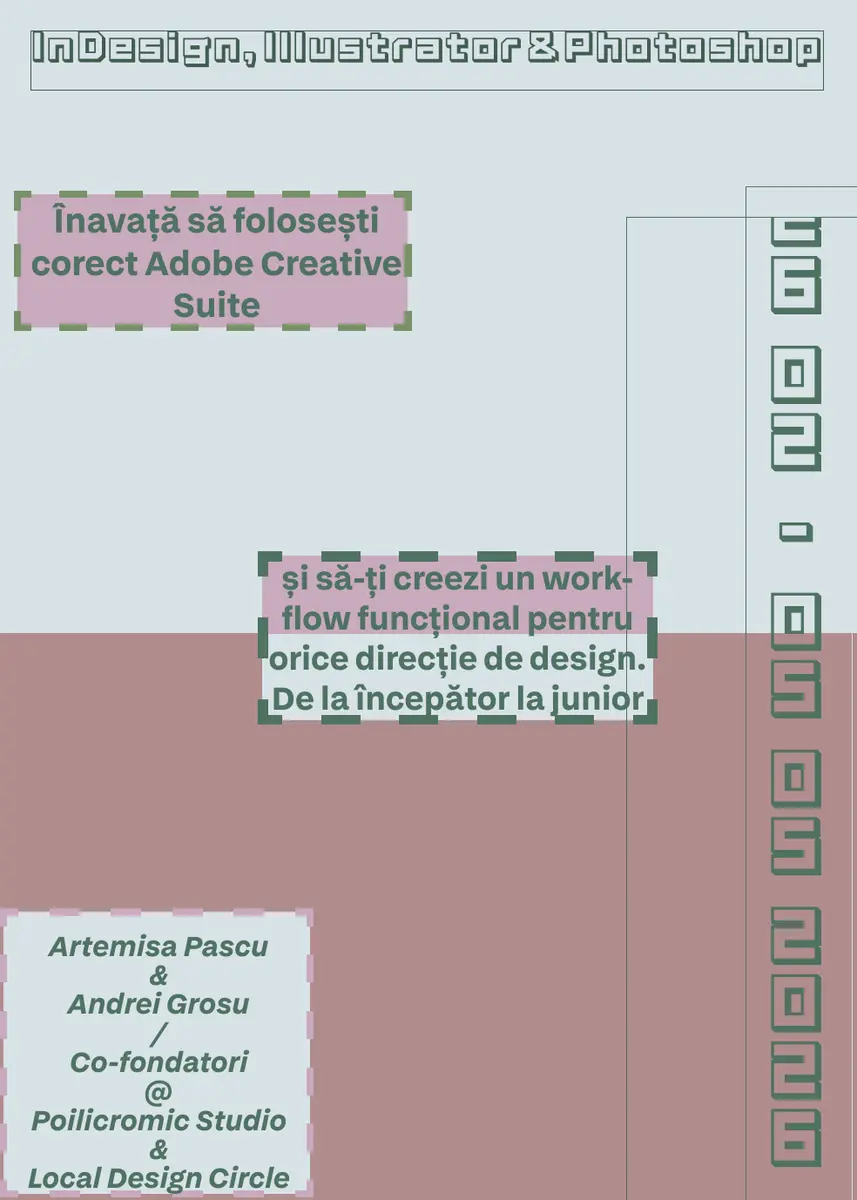 InDesign, Illustrator & Photoshop
Înavață să folosești
corect Adobe Creative
Suite
și să-ți creezi un work-
flow funcțional pentru
orice direcție de design.
De la începător la junior
6 02 - 05 05 2026
Artemisa Pascu
&
Andrei Grosu
/
Co-fondatori
@
Poilicromic Studio
&
Local Design Circle